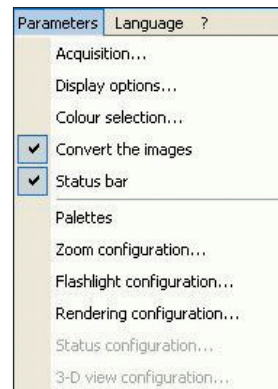 Parameters Language ?
Acquisition...
Display options...
Colour selection...
Convert the images
Status bar
Palettes
Zoom configuration...
Flashlight configuration...
Rendering configuration...
Status configuration...
3-D view configuration...